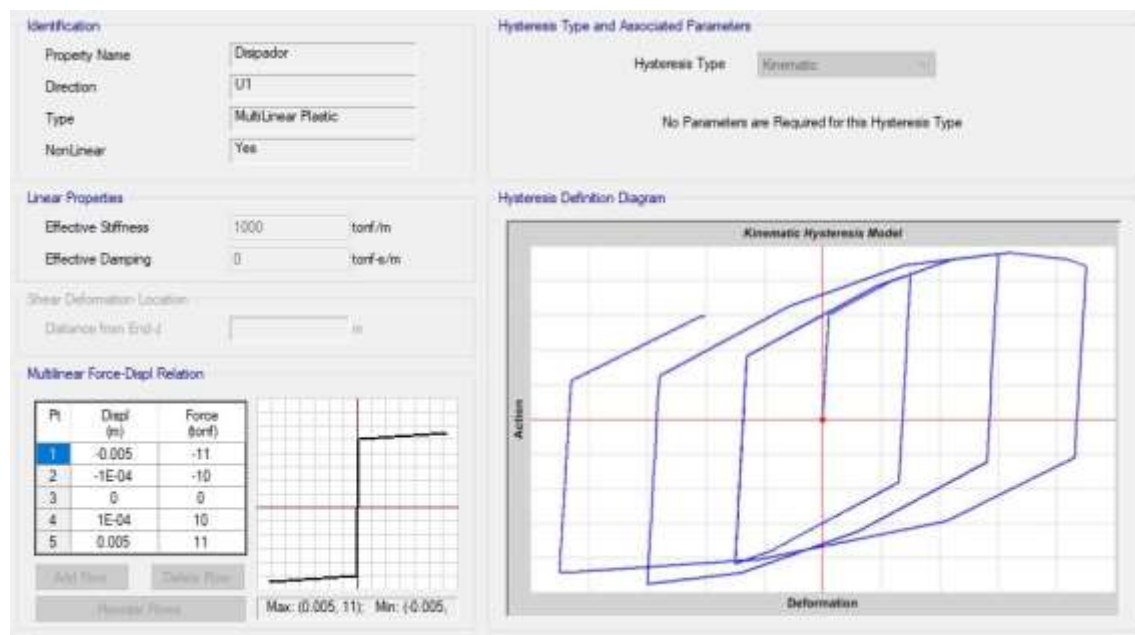 Identification
Property Name Disipador
Direction U1
Type MultiLinear Plastic
NonLinear Yes
Linear Properties
Effective Stiffness 1000 tonf/m
Effective Damping 0 tonf-s/m
Shear Deformation Location
Distance from End-J m
Multilinear Force-Displ Relation
Pt Displ (m) Force (tonf)
1 -0.005 -11
2 -1E-04 -10
3 0 0
4 1E-04 10
5 0.005 11
Add Row Delete Row
Reorder Rows
Max: (0.005, 11); Min: (-0.005,
Hysteresis Type and Associated Parameters
Hysteresis Type Kinematic
No Parameters are Required for this Hysteresis Type
Hysteresis Definition Diagram
Kinematic Hysteresis Model
Action
Deformation